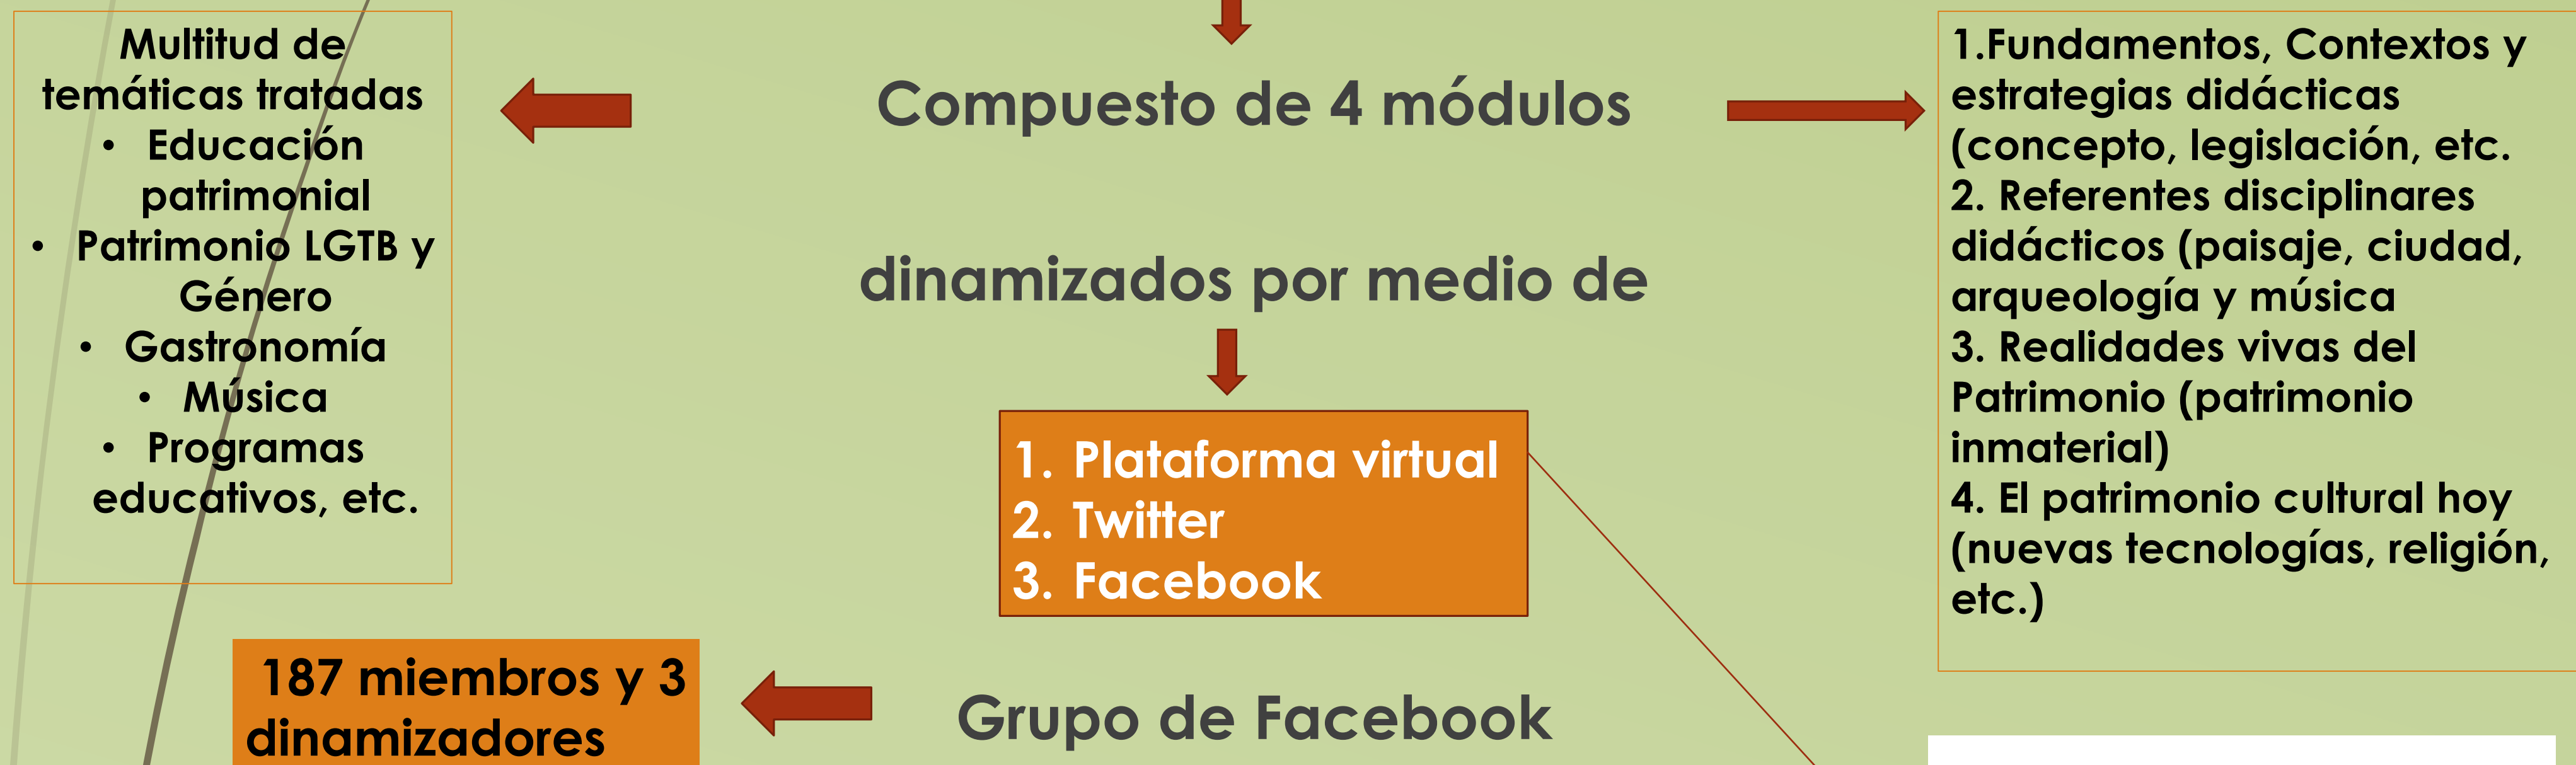 Multitud de
temáticas tratadas
• Educación
patrimonial
• Patrimonio LGTB y
Género
• Gastronomía
• Música
• Programas
educativos, etc.
Compuesto de 4 módulos
dinamizados por medio de
1. Plataforma virtual
2. Twitter
3. Facebook
1.Fundamentos, Contextos y
estrategias didácticas
(concepto, legislación, etc.
2. Referentes disciplinares
didácticos (paisaje, ciudad,
arqueología y música
3. Realidades vivas del
Patrimonio (patrimonio
inmaterial)
4. El patrimonio cultural hoy
(nuevas tecnologías, religión,
etc.)
187 miembros y 3
dinamizadores
Grupo de Facebook